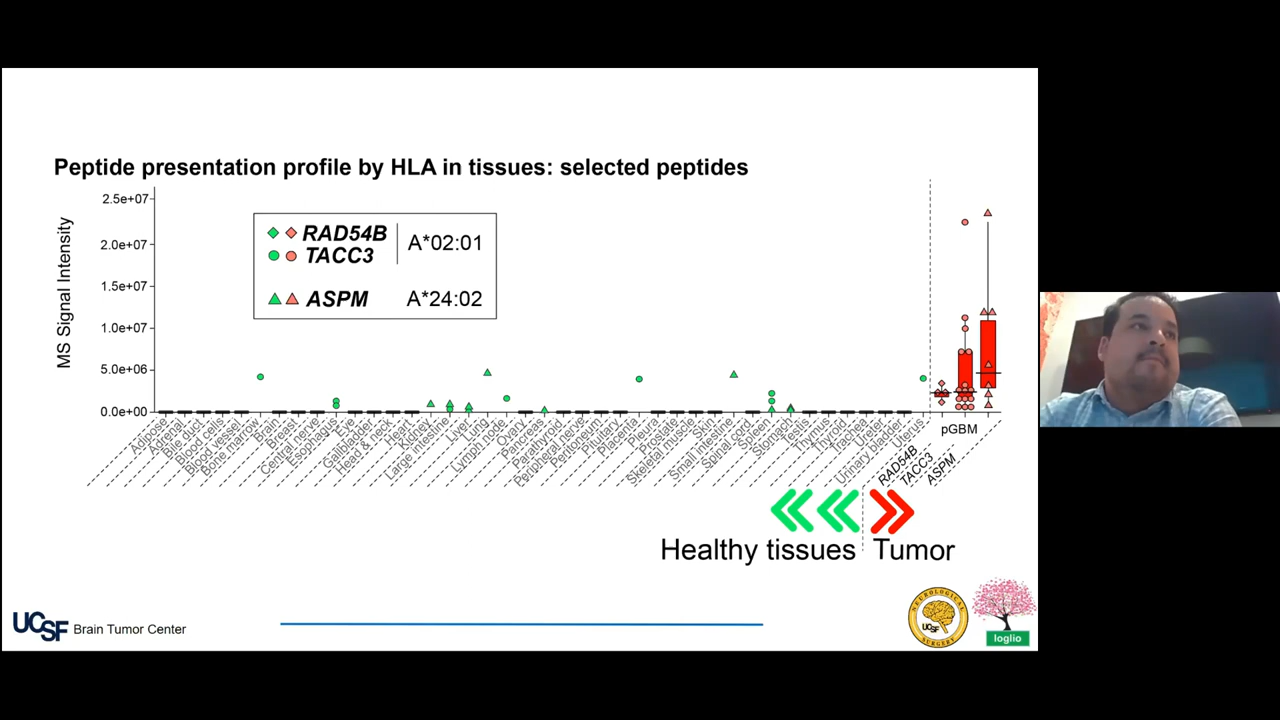 Peptide presentation profile by HLA in tissues: selected peptides
MS Signal Intensity
2.5e+07
2.0e+07
1.5e+07
1.0e+07
5.0e+06
0.0e+00
RAD54B
TACC3
A*02:01
ASPM A*24:02
Adipose
Adrenal
Bile duct
Blood cells
Blood vessel
Bone marrow
Brain
Breast
Central nerve
Esophagus
Eye
Gallbladder
Head & neck
Heart
Kidney
Large intestine
Liver
Lung
Lymph node
Ovary
Pancreas
Parathyroid
Peripheral nerve
Peritoneum
Pituitary
Placenta
Pleura
Prostate
Skeletal muscle
Skin
Small intestine
Spinal cord
Spleen
Stomach
Testis
Thymus
Thyroid
Trachea
Ureter
Urinary bladder
Uterus
pGBM
RAD54B
TACC3
ASPM
Healthy tissues
Tumor
UCSF Brain Tumor Center
NEUROLOGICAL
UCSF
SURGERY
loglio